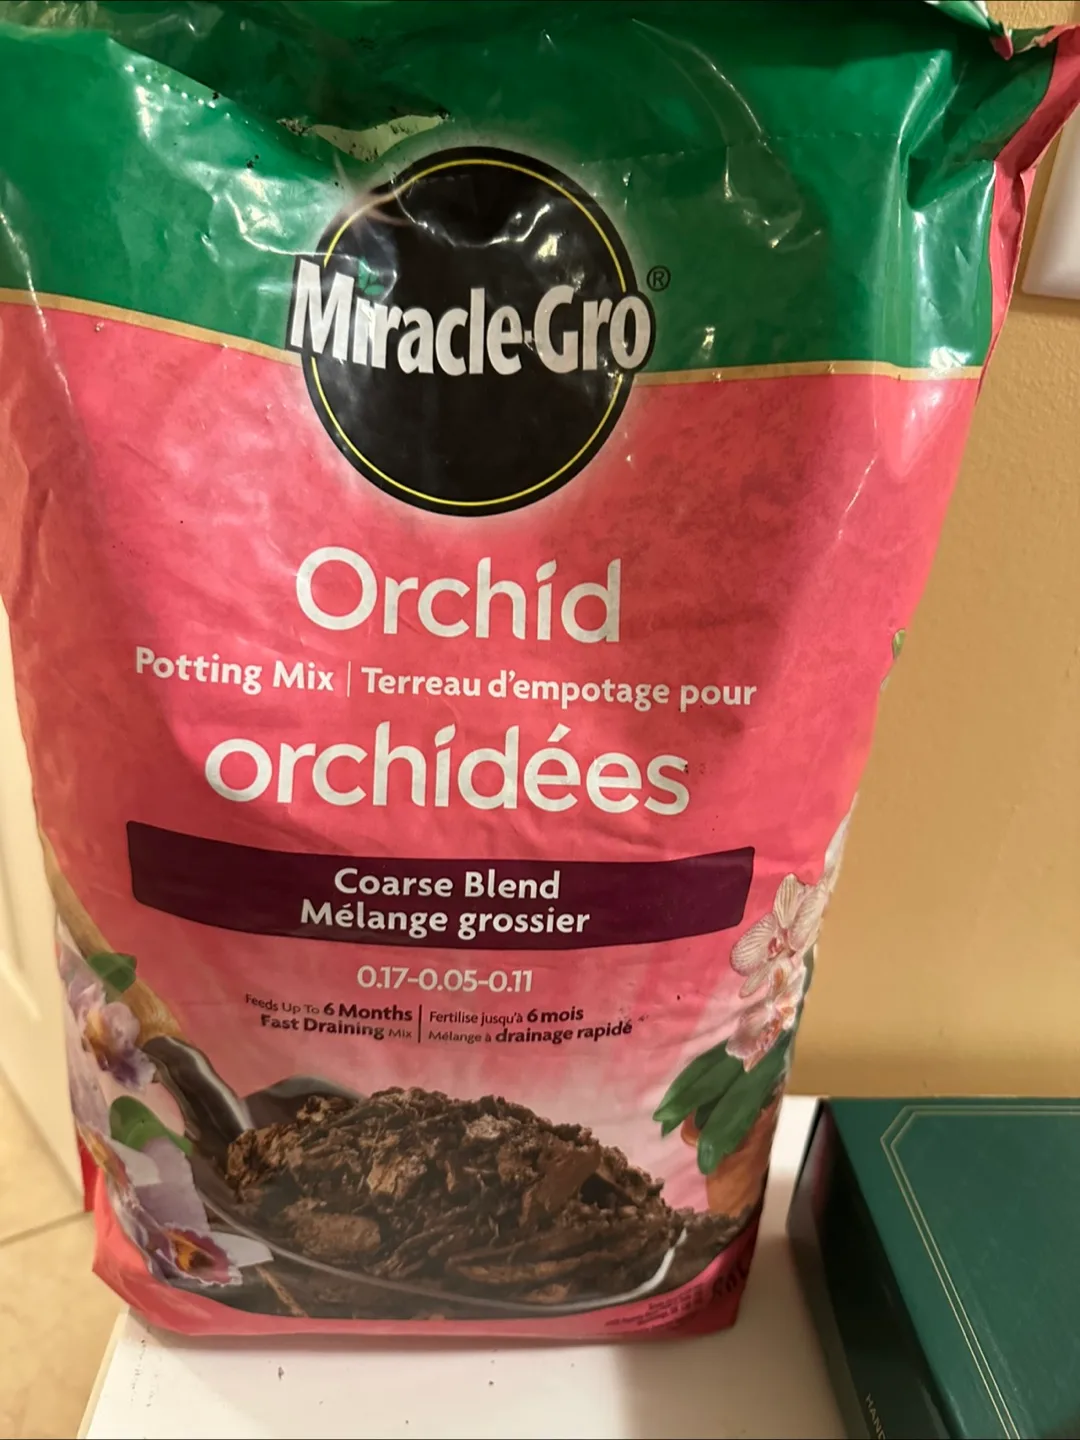 Miracle-Gro®
Orchid
Potting Mix | Terreau d'empotage pour
orchidées
Coarse Blend
Mélange grossier
0.17-0.05-0.11
Feeds Up To 6 Months | Fertilise jusqu'à 6 mois
Fast Draining Mix | Mélange à drainage rapide
HAND